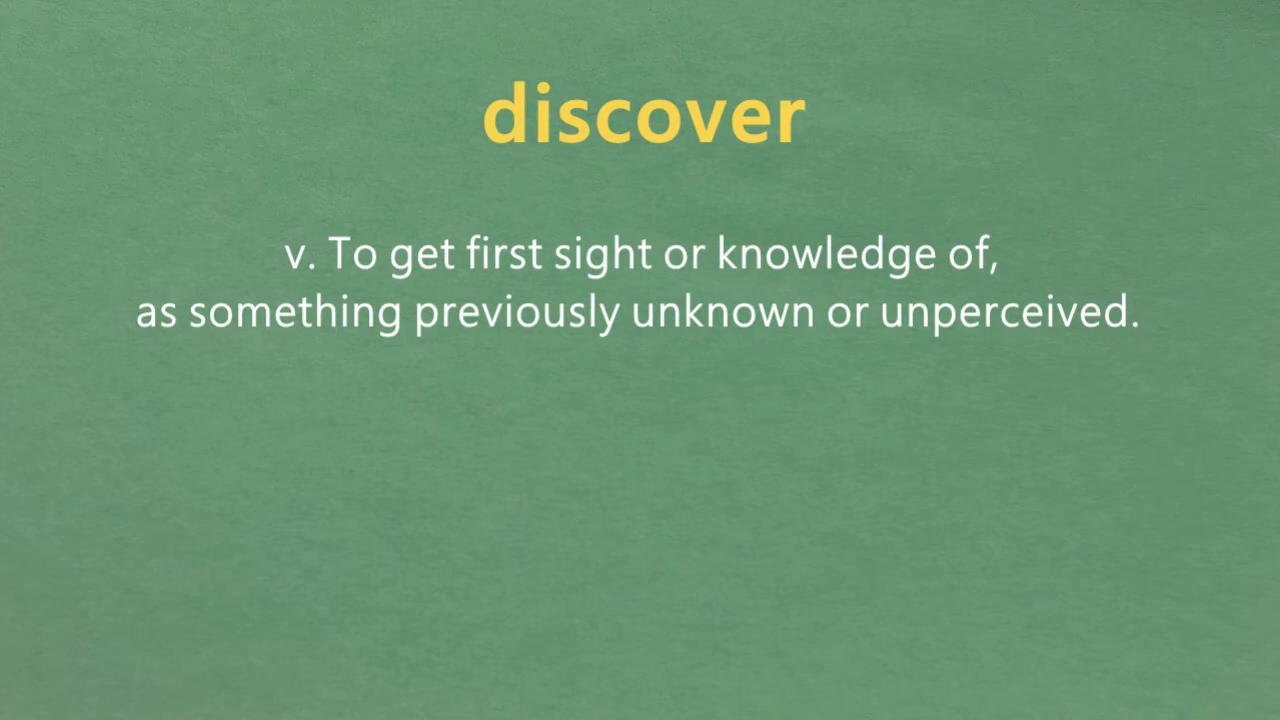 discover
v. To get first sight or knowledge of,
as something previously unknown or unperceived.